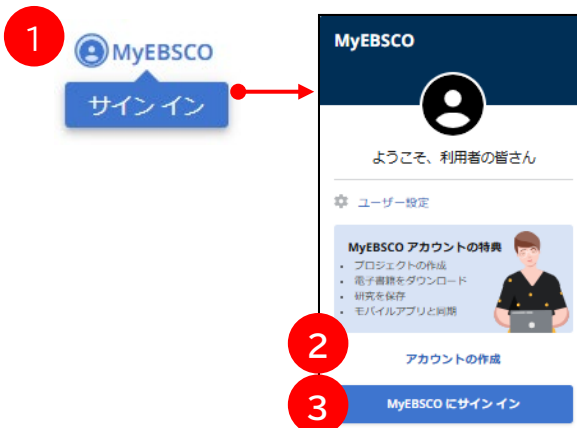 1
MyEBSCO
サイン イン
MyEBSCO
ようこそ、利用者の皆さん
ユーザー設定
MyEBSCO アカウントの特典
• プロジェクトの作成
• 電子書籍をダウンロード
• 研究を保存
• モバイルアプリと同期
2
アカウントの作成
3
MyEBSCO にサイン イン